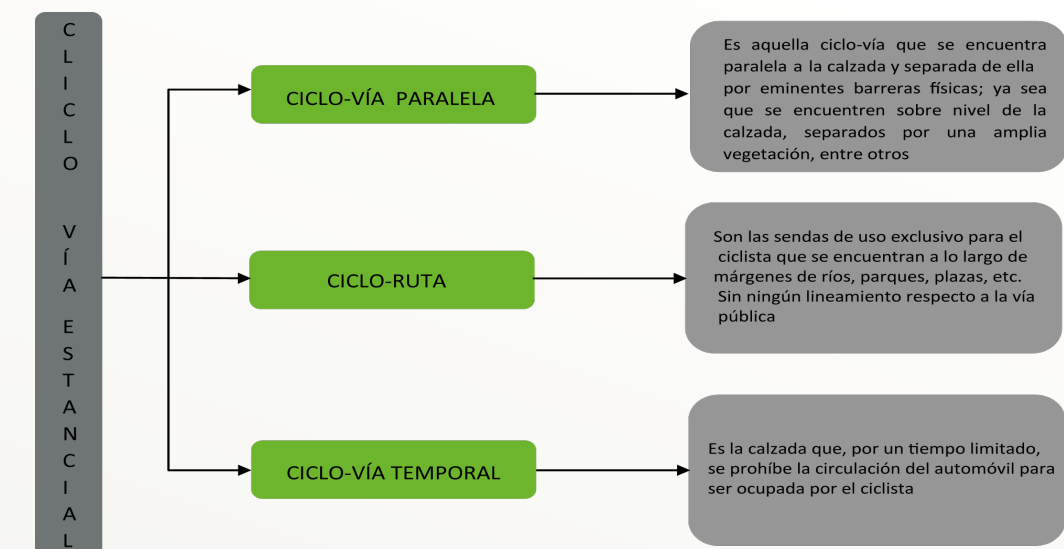 CLICLO VÍA ESTANCIAL
CICLO-VÍA PARALELA
Es aquella ciclo-vía que se encuentra
paralela a la calzada y separada de ella
por eminentes barreras físicas; ya sea
que se encuentren sobre nivel de la
calzada, separados por una amplia
vegetación, entre otros
CICLO-RUTA
Son las sendas de uso exclusivo para el
ciclista que se encuentran a lo largo de
márgenes de ríos, parques, plazas, etc.
Sin ningún lineamiento respecto a la vía
pública
CICLO-VÍA TEMPORAL
Es la calzada que, por un tiempo limitado,
se prohíbe la circulación del automóvil para
ser ocupada por el ciclista